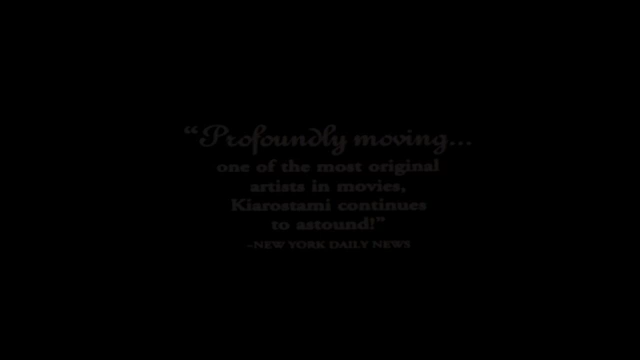 “Profoundly moving...
one of the most original
artists in movies,
Kiarostami continues
to astound!”
-NEW YORK DAILY NEWS